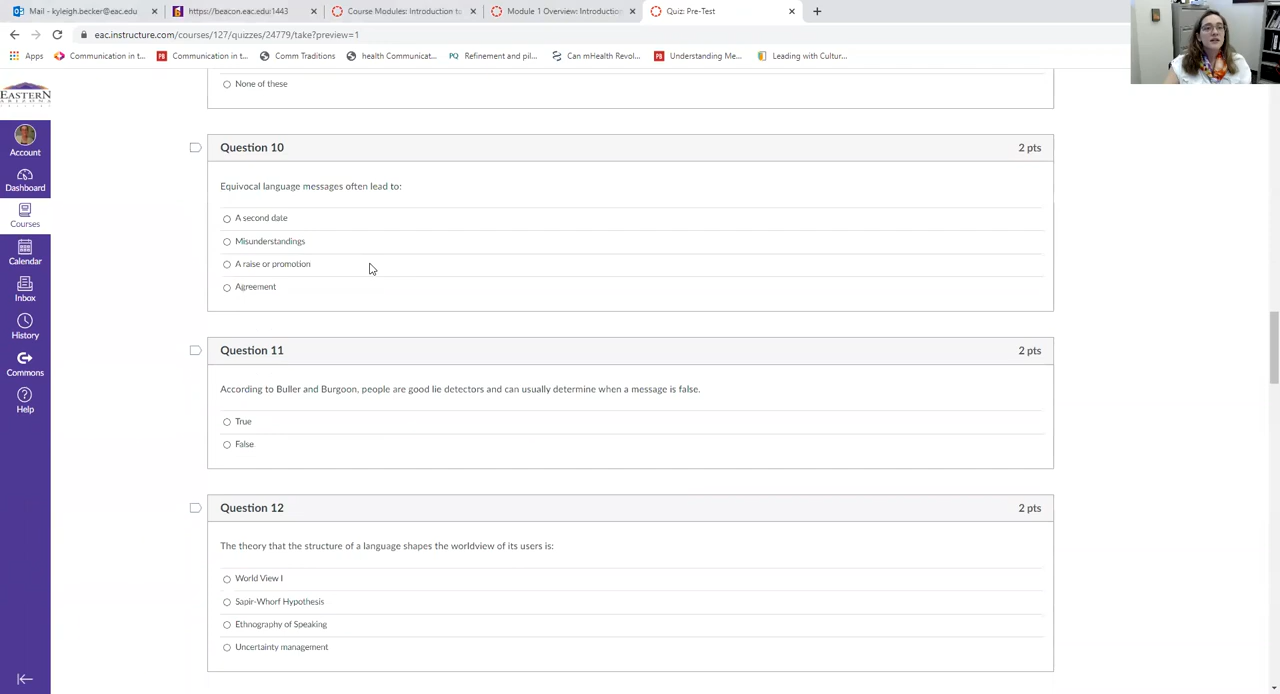 Mail - kyleigh.becker@eac.edu
https://beacon.eac.edu:1443
Course Modules: Introduction to
Module 1 Overview: Introduction
Quiz: Pre-Test
eac.instructure.com/courses/127/quizzes/24779/take?preview=1
Apps
Communication in t...
Communication in t...
Comm Traditions
health Communicat...
Refinement and pil...
Can mHealth Revol...
Understanding Me...
Leading with Cultur...
EASTERN
Account
Dashboard
Courses
Calendar
Inbox
History
Commons
Help
None of these
Question 10
2 pts
Equivocal language messages often lead to:
A second date
Misunderstandings
A raise or promotion
Agreement
Question 11
2 pts
According to Buller and Burgoon, people are good lie detectors and can usually determine when a message is false.
True
False
Question 12
2 pts
The theory that the structure of a language shapes the worldview of its users is:
World View I
Sapir-Whorf Hypothesis
Ethnography of Speaking
Uncertainty management